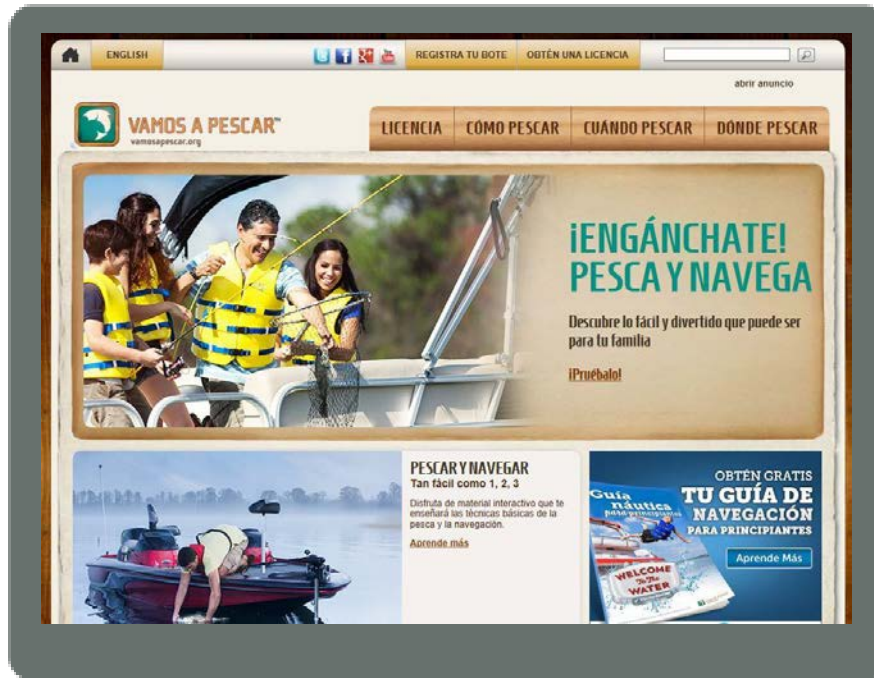 ENGLISH
REGISTRA TU BOTE
OBTÉN UNA LICENCIA
abrir anuncio
VAMOS A PESCAR™
vamosapescar.org
LICENCIA
CÓMO PESCAR
CUÁNDO PESCAR
DÓNDE PESCAR
¡ENGÁNCHATE!
PESCA Y NAVEGA
Descubre lo fácil y divertido que puede ser
para tu familia
¡Pruébalo!
PESCAR Y NAVEGAR
Tan fácil como 1, 2, 3
Disfruta de material interactivo que te
enseñará las técnicas básicas de la
pesca y la navegación.
Aprende más
OBTÉN GRATIS
TU GUÍA DE
NAVEGACIÓN
PARA PRINCIPIANTES
Aprende Más
Guía
náutica
para principiantes
WELCOME
To The
WATER